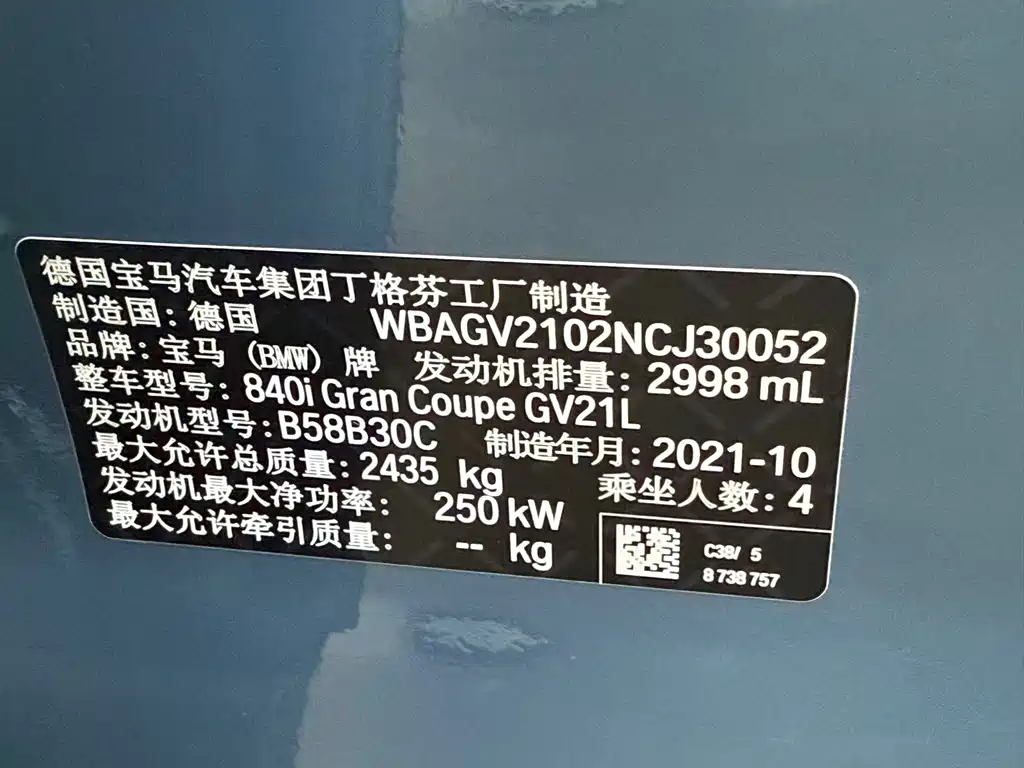 德国宝马汽车集团丁格芬工厂制造
制造国: 德国 WBAGV2102NCJ30052
品牌: 宝马 (BMW) 牌 发动机排量: 2998 mL
整车型号: 840i Gran Coupe GV21L
发动机型号: B58B30C 制造年月: 2021-10
最大允许总质量: 2435 kg 乘坐人数: 4
发动机最大净功率: 250 kW
最大允许牵引质量: -- kg
C38/ 5
8 738 757